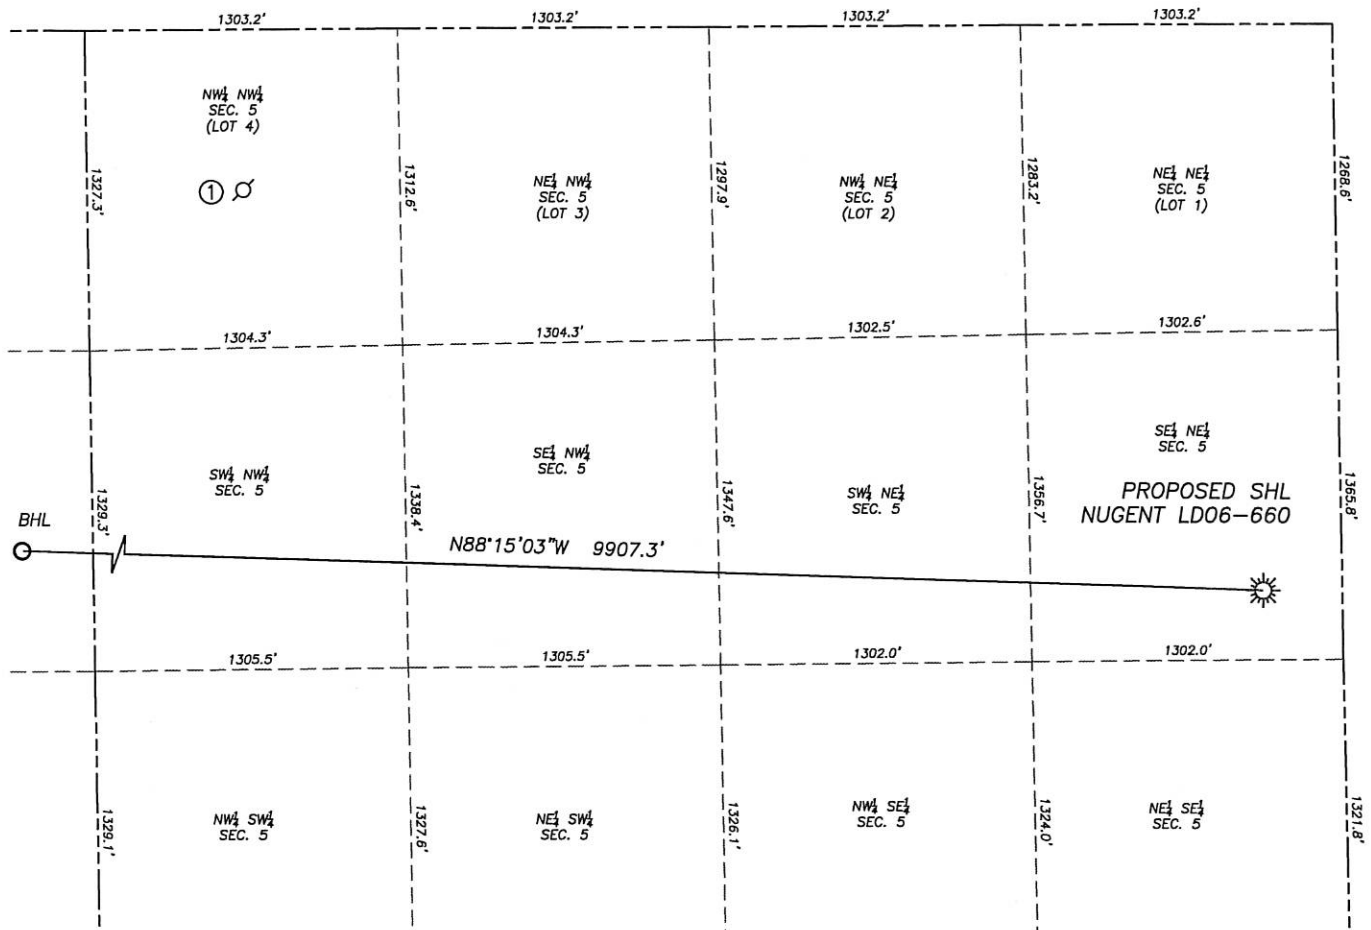 1303.2' 1303.2' 1303.2' 1303.2'
NW¼ NW¼
SEC. 5
(LOT 4)
①
NE¼ NW¼
SEC. 5
(LOT 3)
NW¼ NE¼
SEC. 5
(LOT 2)
NE¼ NE¼
SEC. 5
(LOT 1)
1327.3'
1312.6'
1297.9'
1283.2'
1268.6'
1304.3' 1304.3' 1302.5' 1302.6'
SW¼ NW¼
SEC. 5
SE¼ NW¼
SEC. 5
SW¼ NE¼
SEC. 5
SE¼ NE¼
SEC. 5
1329.3'
1338.4'
1347.6'
1356.7'
1365.8'
PROPOSED SHL
NUGENT LD06-660
BHL
N88°15'03"W 9907.3'
1305.5' 1305.5' 1302.0' 1302.0'
NW¼ SW¼
SEC. 5
NE¼ SW¼
SEC. 5
NW¼ SE¼
SEC. 5
NE¼ SE¼
SEC. 5
1329.1'
1327.6'
1326.1'
1324.0'
1321.8'